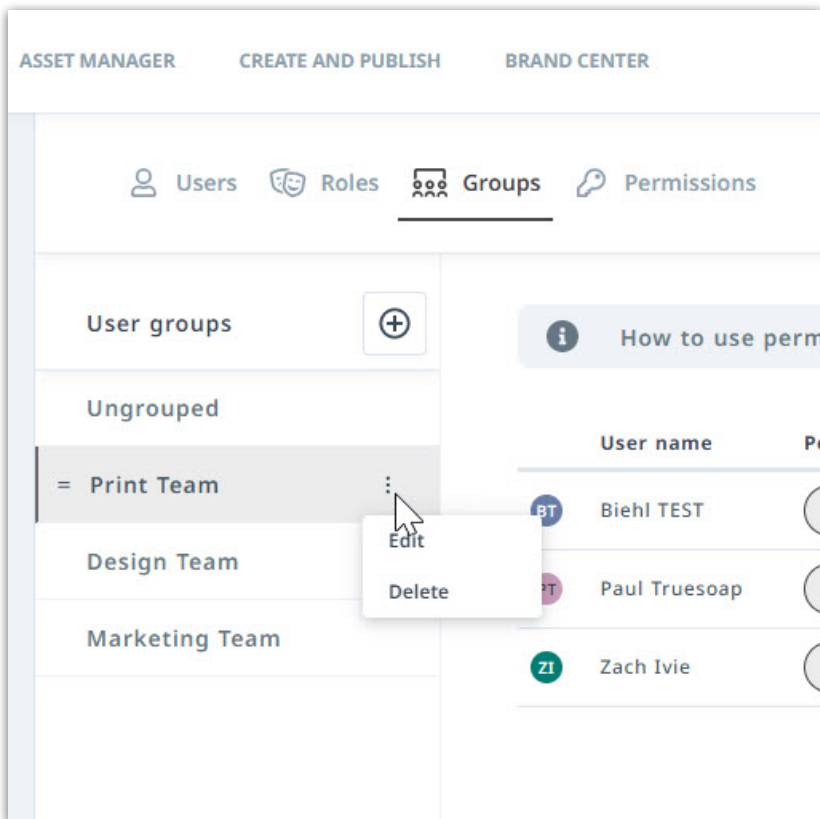 ASSET MANAGER CREATE AND PUBLISH BRAND CENTER
Users Roles Groups Permissions
User groups
How to use perm
Ungrouped
User name
Print Team
BT Biehl TEST
Edit
Design Team
Delete
PT Paul Truesoap
Marketing Team
ZI Zach Ivie